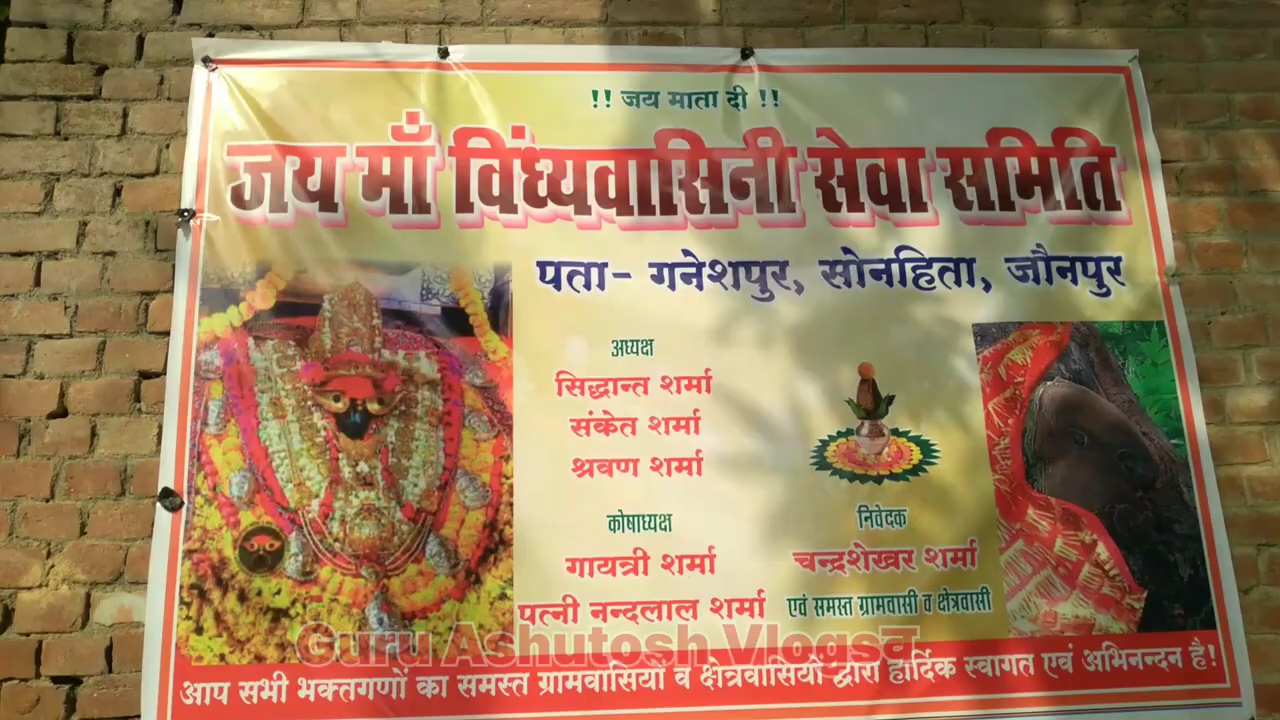 !! जय माता दी !!
जय माँ विंध्यवासिनी सेवा समिति
पता- गनेशपुर, सोनहिता, जौनपुर
अध्यक्ष
सिद्धान्त शर्मा
संकेत शर्मा
श्रवण शर्मा
कोषाध्यक्ष
गायत्री शर्मा
पत्नी नन्दलाल शर्मा
निवेदक
चन्द्रशेखर शर्मा
एवं समस्त ग्रामवासी व क्षेत्रवासी
Guru Ashutosh Vlogsव
आप सभी भक्तगणों का समस्त ग्रामवासियों व क्षेत्रवासियों द्वारा हार्दिक स्वागत एवं अभिनन्दन है!